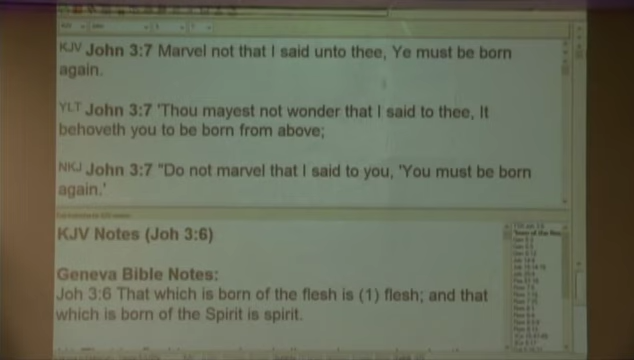 KJV John 3:7 Marvel not that I said unto thee, Ye must be born
again.
YLT John 3:7 'Thou mayest not wonder that I said to thee, It
behoveth you to be born from above;
NKJ John 3:7 "Do not marvel that I said to you, 'You must be born
again.'
KJV Notes (Joh 3:6)
Geneva Bible Notes:
Joh 3:6 That which is born of the flesh is (1) flesh; and that
which is born of the Spirit is spirit.